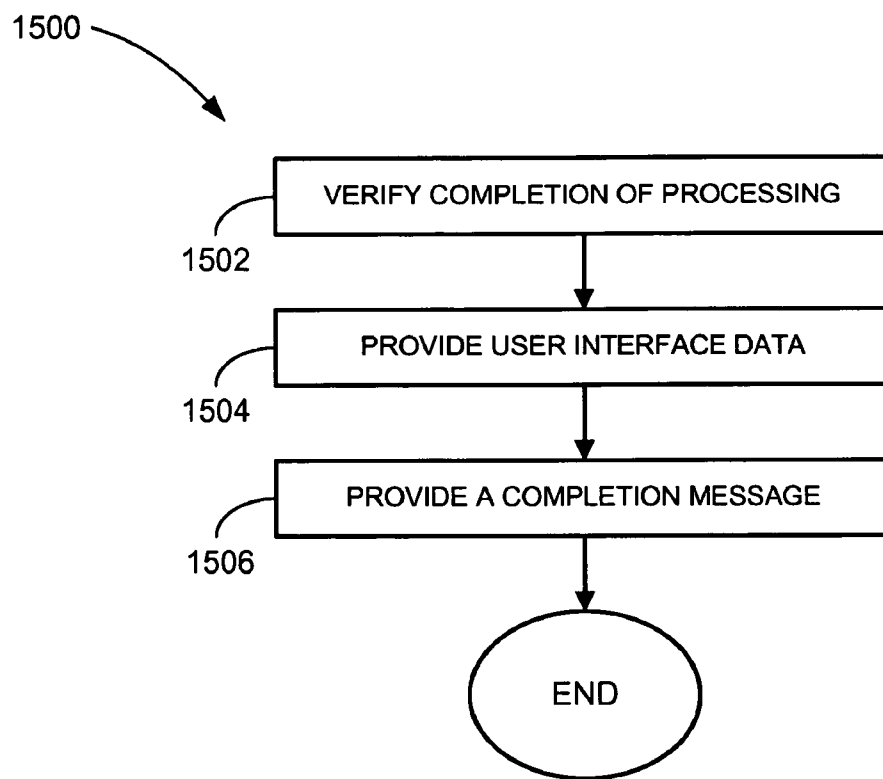 1500
VERIFY COMPLETION OF PROCESSING
1502
PROVIDE USER INTERFACE DATA
1504
PROVIDE A COMPLETION MESSAGE
1506
END